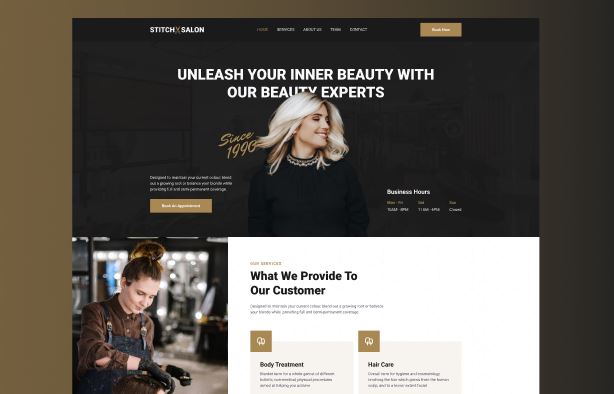 STITCH SALON
HOME SERVICES ABOUT US TEAM CONTACT
Book Now
UNLEASH YOUR INNER BEAUTY WITH
OUR BEAUTY EXPERTS
Since
1990
Designed to maintain your current colour blend
out a growing root or balance your blonde while
providing full and semi-permanent coverage.
Book An Appointment
Business Hours
Mon - Fri Sat Sun
10AM - 8PM 11AM - 6PM Closed
OUR SERVICES
What We Provide To
Our Customer
Designed to maintain your current colour blend out a growing root or balance
your blonde, while providing full and semi-permanent coverage.
Body Treatment
Blanket term for a whole gamut of different
holistic, non-medical physical procedures
aimed at helping you achieve
Hair Care
Overall term for hygiene and cosmetology
involving the hair which grows from the human
scalp, and to a lesser extent facial